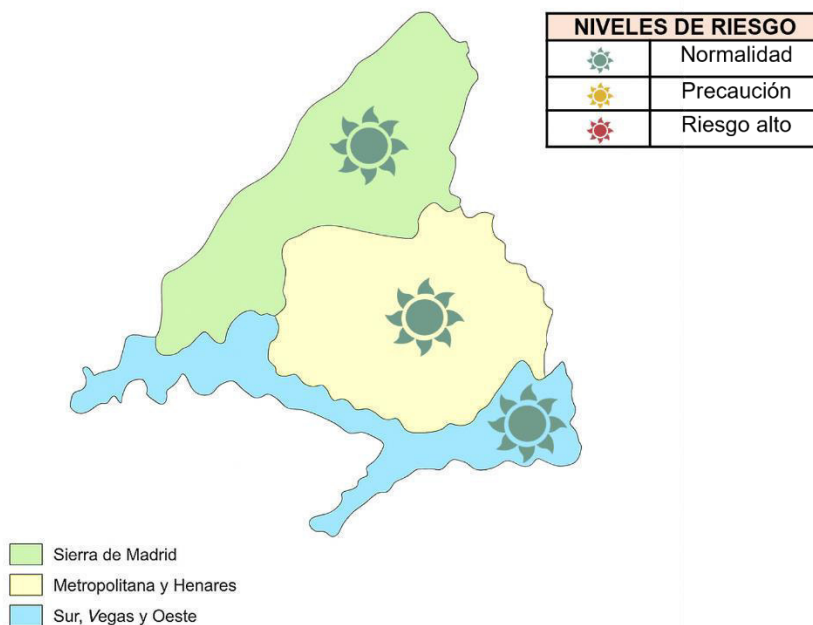 NIVELES DE RIESGO
Normalidad
Precaución
Riesgo alto
Sierra de Madrid
Metropolitana y Henares
Sur, Vegas y Oeste